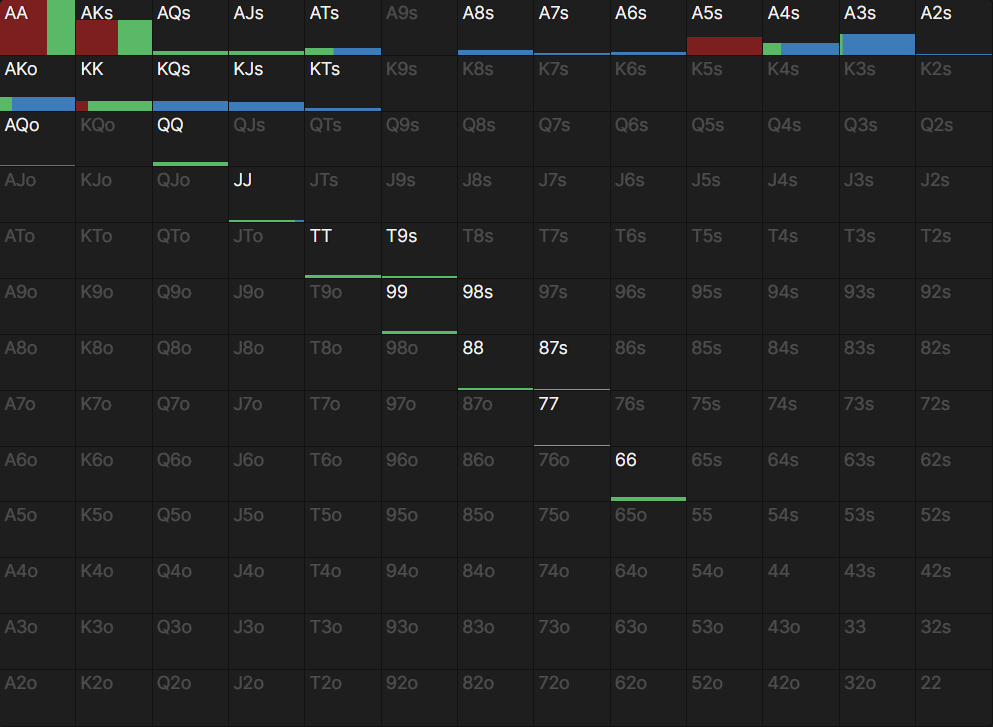 AA AKs AQs AJs ATs A9s A8s A7s A6s A5s A4s A3s A2s
AKo KK KQs KJs KTs K9s K8s K7s K6s K5s K4s K3s K2s
AQo KQo QQ QJs QTs Q9s Q8s Q7s Q6s Q5s Q4s Q3s Q2s
AJo KJo QJo JJ JTs J9s J8s J7s J6s J5s J4s J3s J2s
ATo KTo QTo JTo TT T9s T8s T7s T6s T5s T4s T3s T2s
A9o K9o Q9o J9o T9o 99 98s 97s 96s 95s 94s 93s 92s
A8o K8o Q8o J8o T8o 98o 88 87s 86s 85s 84s 83s 82s
A7o K7o Q7o J7o T7o 97o 87o 77 76s 75s 74s 73s 72s
A6o K6o Q6o J6o T6o 96o 86o 76o 66 65s 64s 63s 62s
A5o K5o Q5o J5o T5o 95o 85o 75o 65o 55 54s 53s 52s
A4o K4o Q4o J4o T4o 94o 84o 74o 64o 54o 44 43s 42s
A3o K3o Q3o J3o T3o 93o 83o 73o 63o 53o 43o 33 32s
A2o K2o Q2o J2o T2o 92o 82o 72o 62o 52o 42o 32o 22